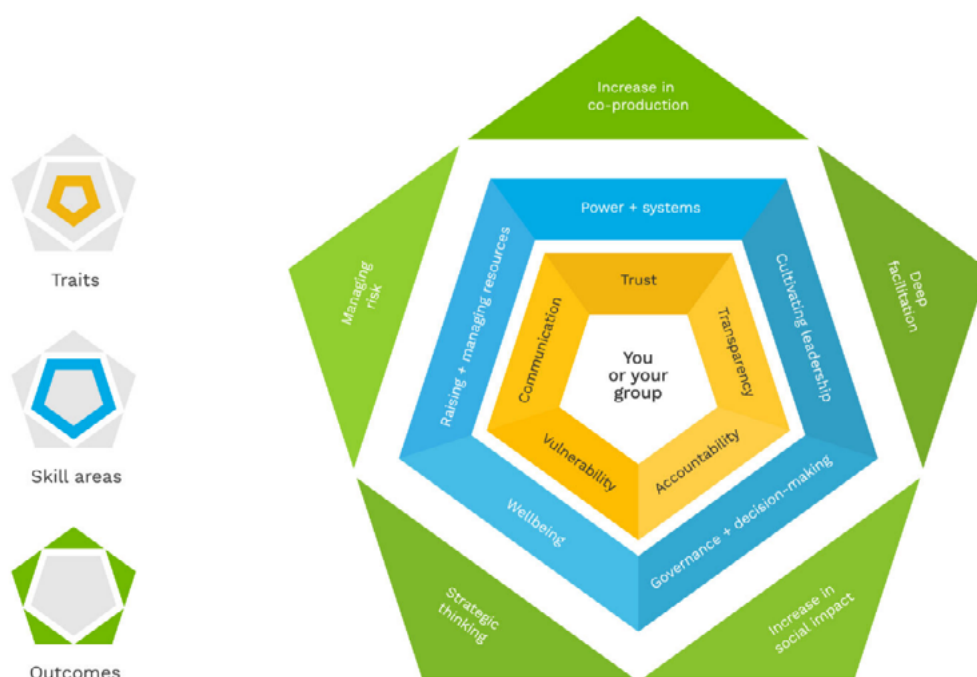 Traits
Skill areas
Outcomes
Increase in
co-production
Managing
risk
Deep
facilitation
Strategic
thinking
Increase in
social impact
Power + systems
Raising + managing resources
Cultivating leadership
Wellbeing
Governance + decision-making
Trust
Communication
Transparency
Vulnerability
Accountability
You
or your
group